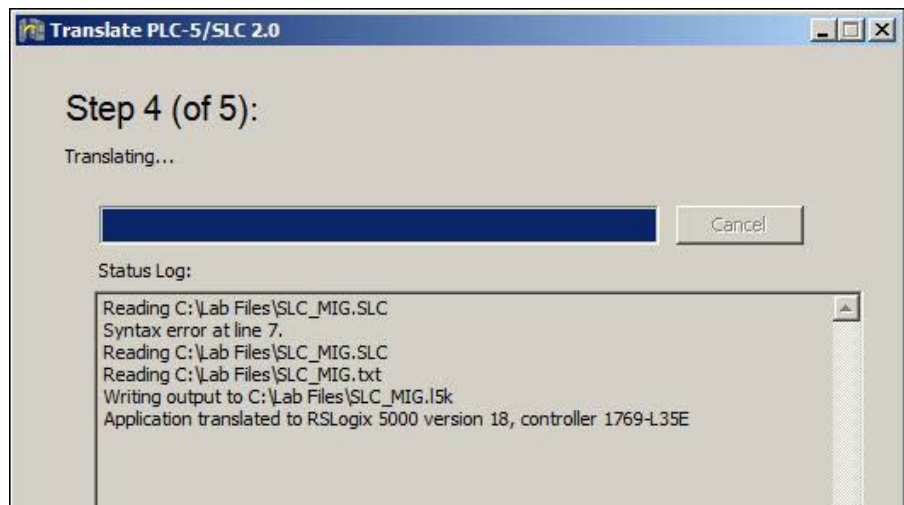 Translate PLC-5/SLC 2.0
Step 4 (of 5):
Translating...
Cancel
Status Log:
Reading C:\Lab Files\SLC_MIG.SLC
Syntax error at line 7.
Reading C:\Lab Files\SLC_MIG.SLC
Reading C:\Lab Files\SLC_MIG.txt
Writing output to C:\Lab Files\SLC_MIG.l5k
Application translated to RSLogix 5000 version 18, controller 1769-L35E